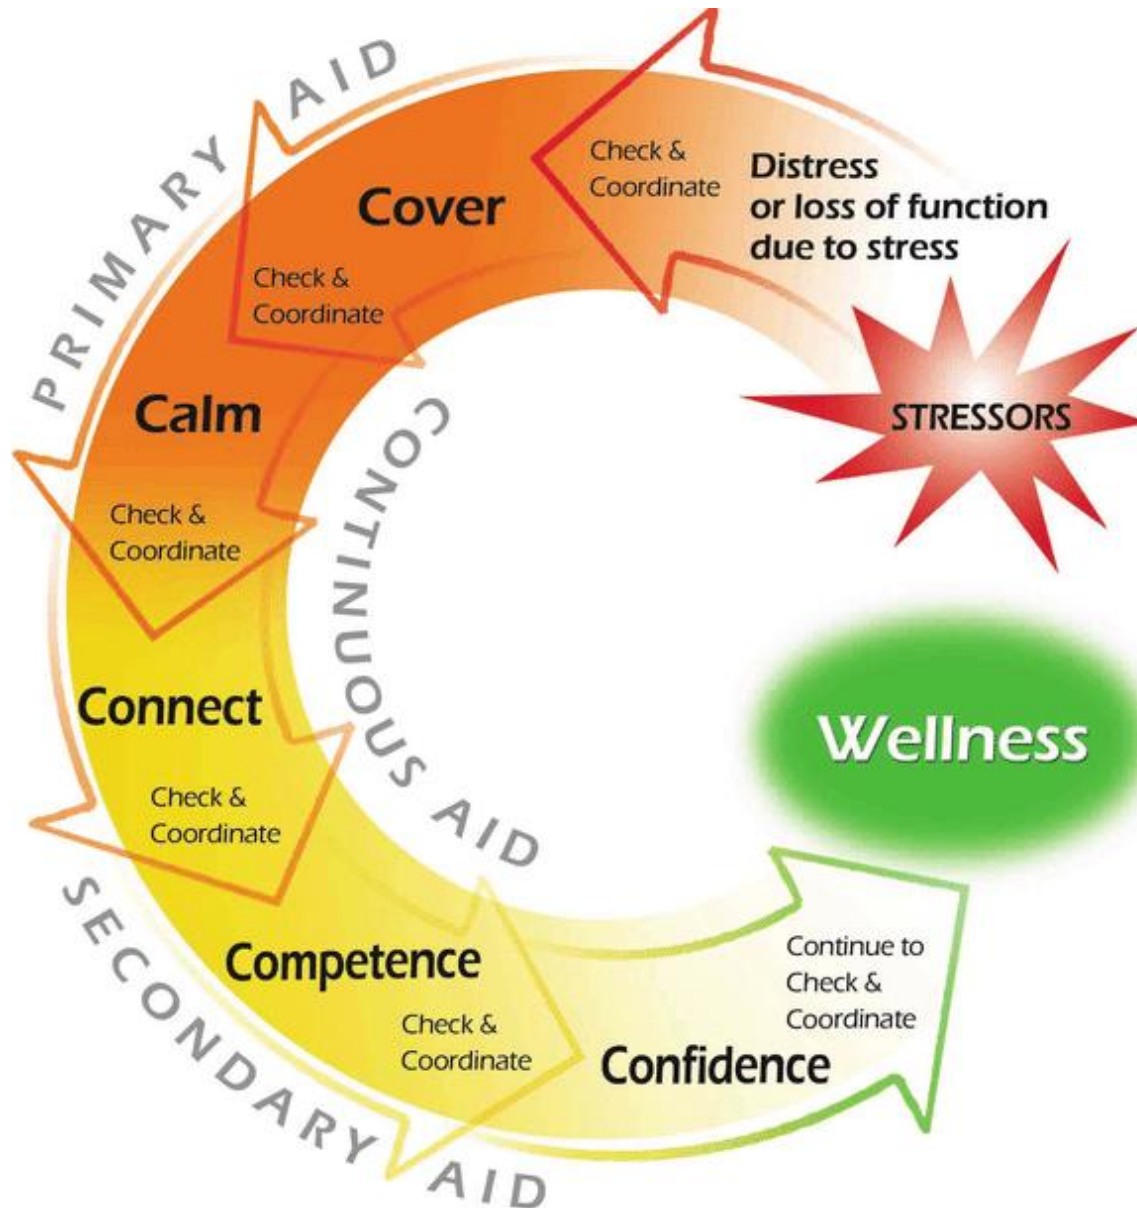 PRIMARY AID
Check &
Coordinate
Distress
or loss of function
due to stress
STRESSORS
Cover
Check &
Coordinate
Calm
Check &
Coordinate
CONTINUOUS AID
Connect
Check &
Coordinate
SECONDARY AID
Competence
Check &
Coordinate
Confidence
Continue to
Check &
Coordinate
Wellness